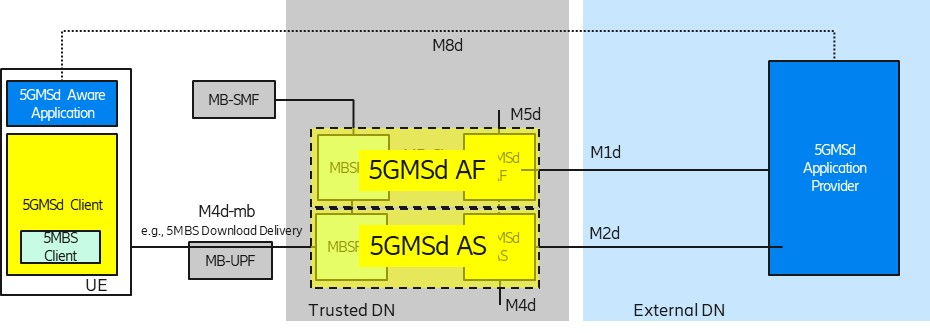 M8d
5GMSd Aware
Application
MB-SMF
M5d
5GMSd AF
M1d
5GMSd
Application
Provider
5GMSd Client
M4d-mb
e.g., 5MBS Download Delivery
5MBS
Client
MB-UPF
5GMSd AS
M2d
UE
M4d
Trusted DN
External DN